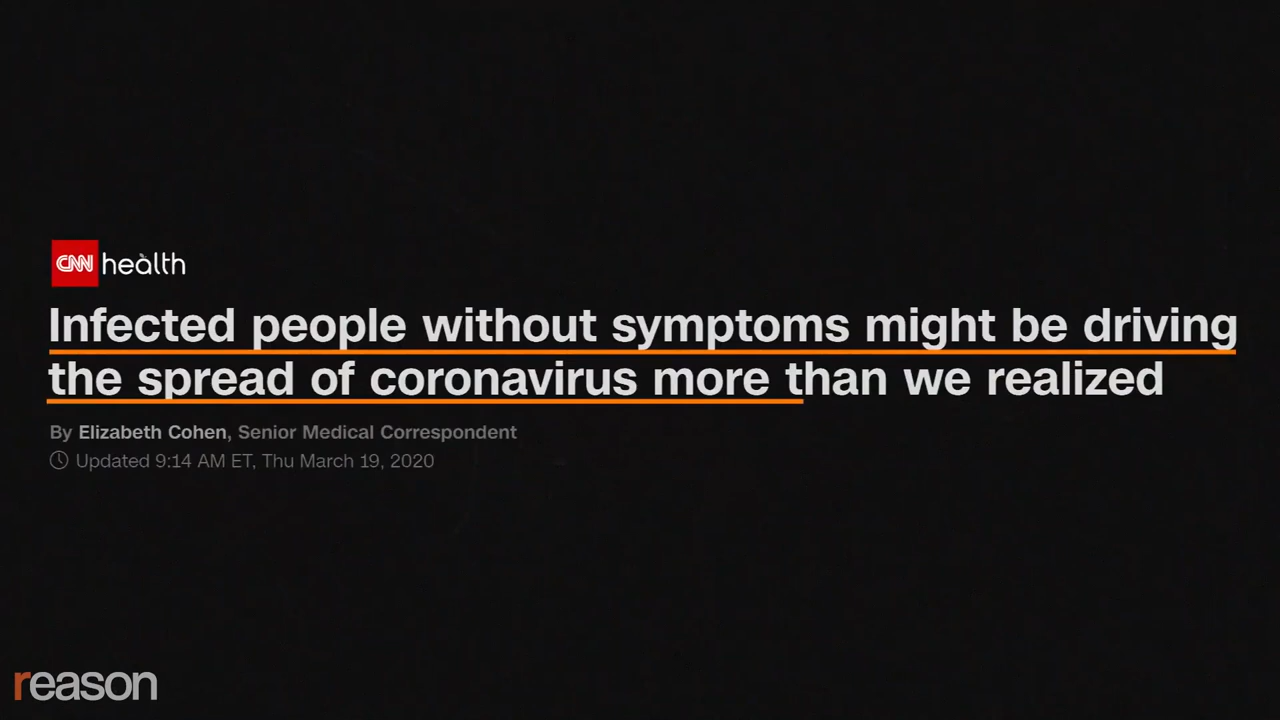 CNN health
Infected people without symptoms might be driving
the spread of coronavirus more than we realized
By Elizabeth Cohen, Senior Medical Correspondent
Updated 9:14 AM ET, Thu March 19, 2020
reason